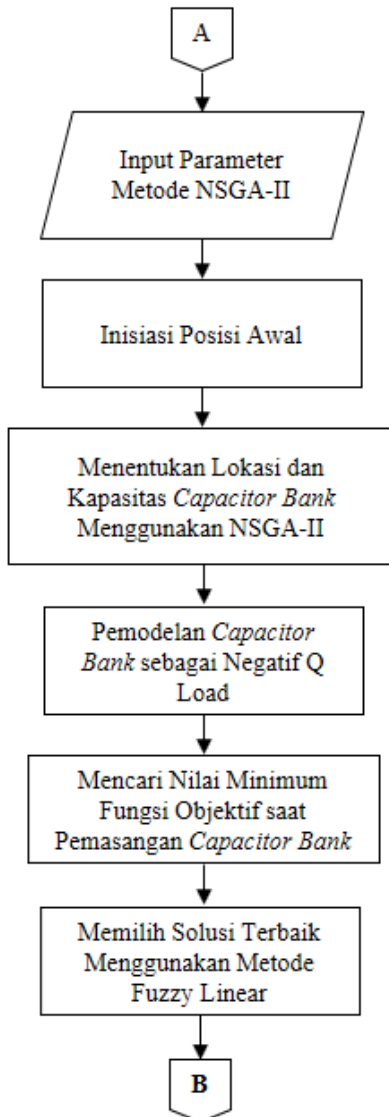 A
Input Parameter
Metode NSGA-II
Inisiasi Posisi Awal
Menentukan Lokasi dan
Kapasitas Capacitor Bank
Menggunakan NSGA-II
Pemodelan Capacitor
Bank sebagai Negatif Q
Load
Mencari Nilai Minimum
Fungsi Objektif saat
Pemasangan Capacitor Bank
Memilih Solusi Terbaik
Menggunakan Metode
Fuzzy Linear
B